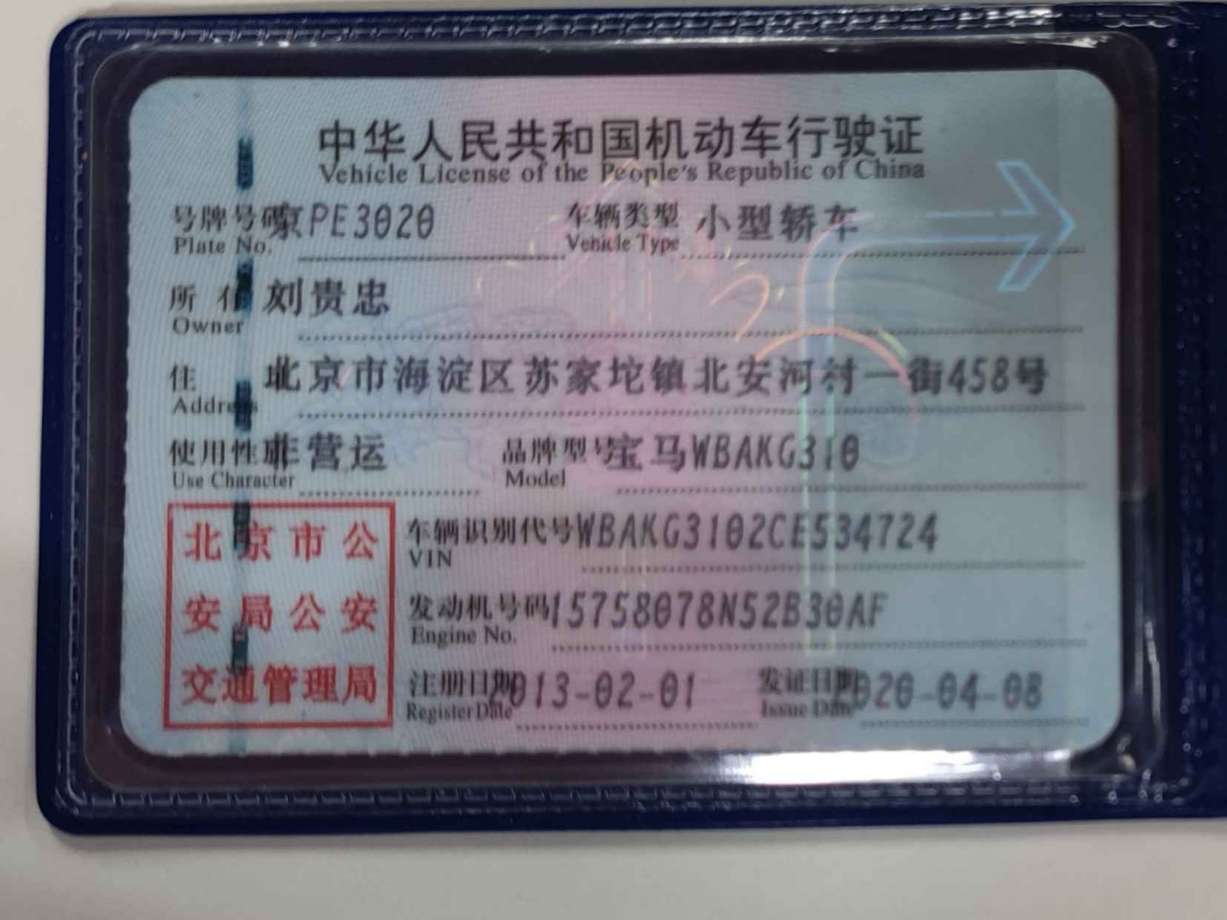 中华人民共和国机动车行驶证
Vehicle License of the People's Republic of China
号牌号码 京PE3020 车辆类型 小型轿车
Plate No. Vehicle Type
所有 刘贵忠
Owner
住 北京市海淀区苏家坨镇北安河村一街458号
Address
使用性 非营运 品牌型号 宝马WBAKG310
Use Character Model
车辆识别代号 WBAKG3102CE534724
VIN
发动机号码 15758078N52B30AF
Engine No.
注册日期 2013-02-01 发证日期 2020-04-08
Register Date Issue Date
北京市公
安局公安
交通管理局